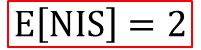 E[NIS] = 2